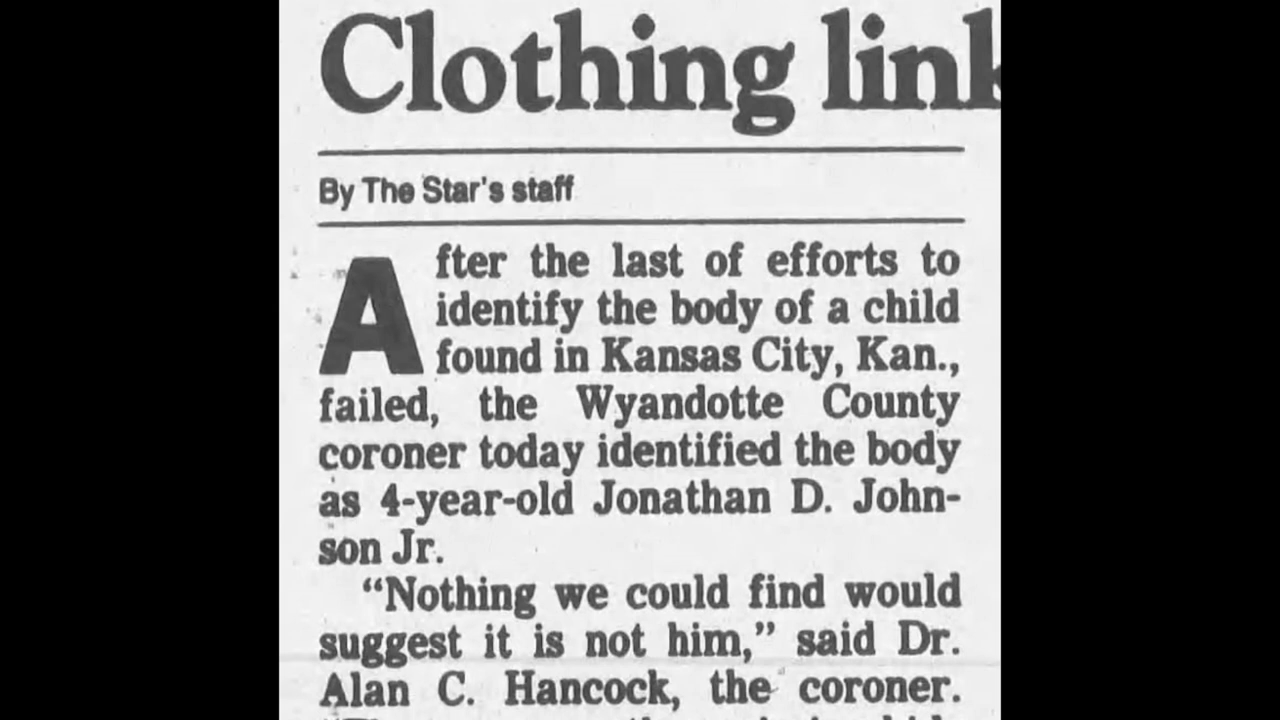 Clothing link
By The Star's staff
After the last of efforts to
identify the body of a child
found in Kansas City, Kan.,
failed, the Wyandotte County
coroner today identified the body
as 4-year-old Jonathan D. John-
son Jr.
“Nothing we could find would
suggest it is not him,” said Dr.
Alan C. Hancock, the coroner.